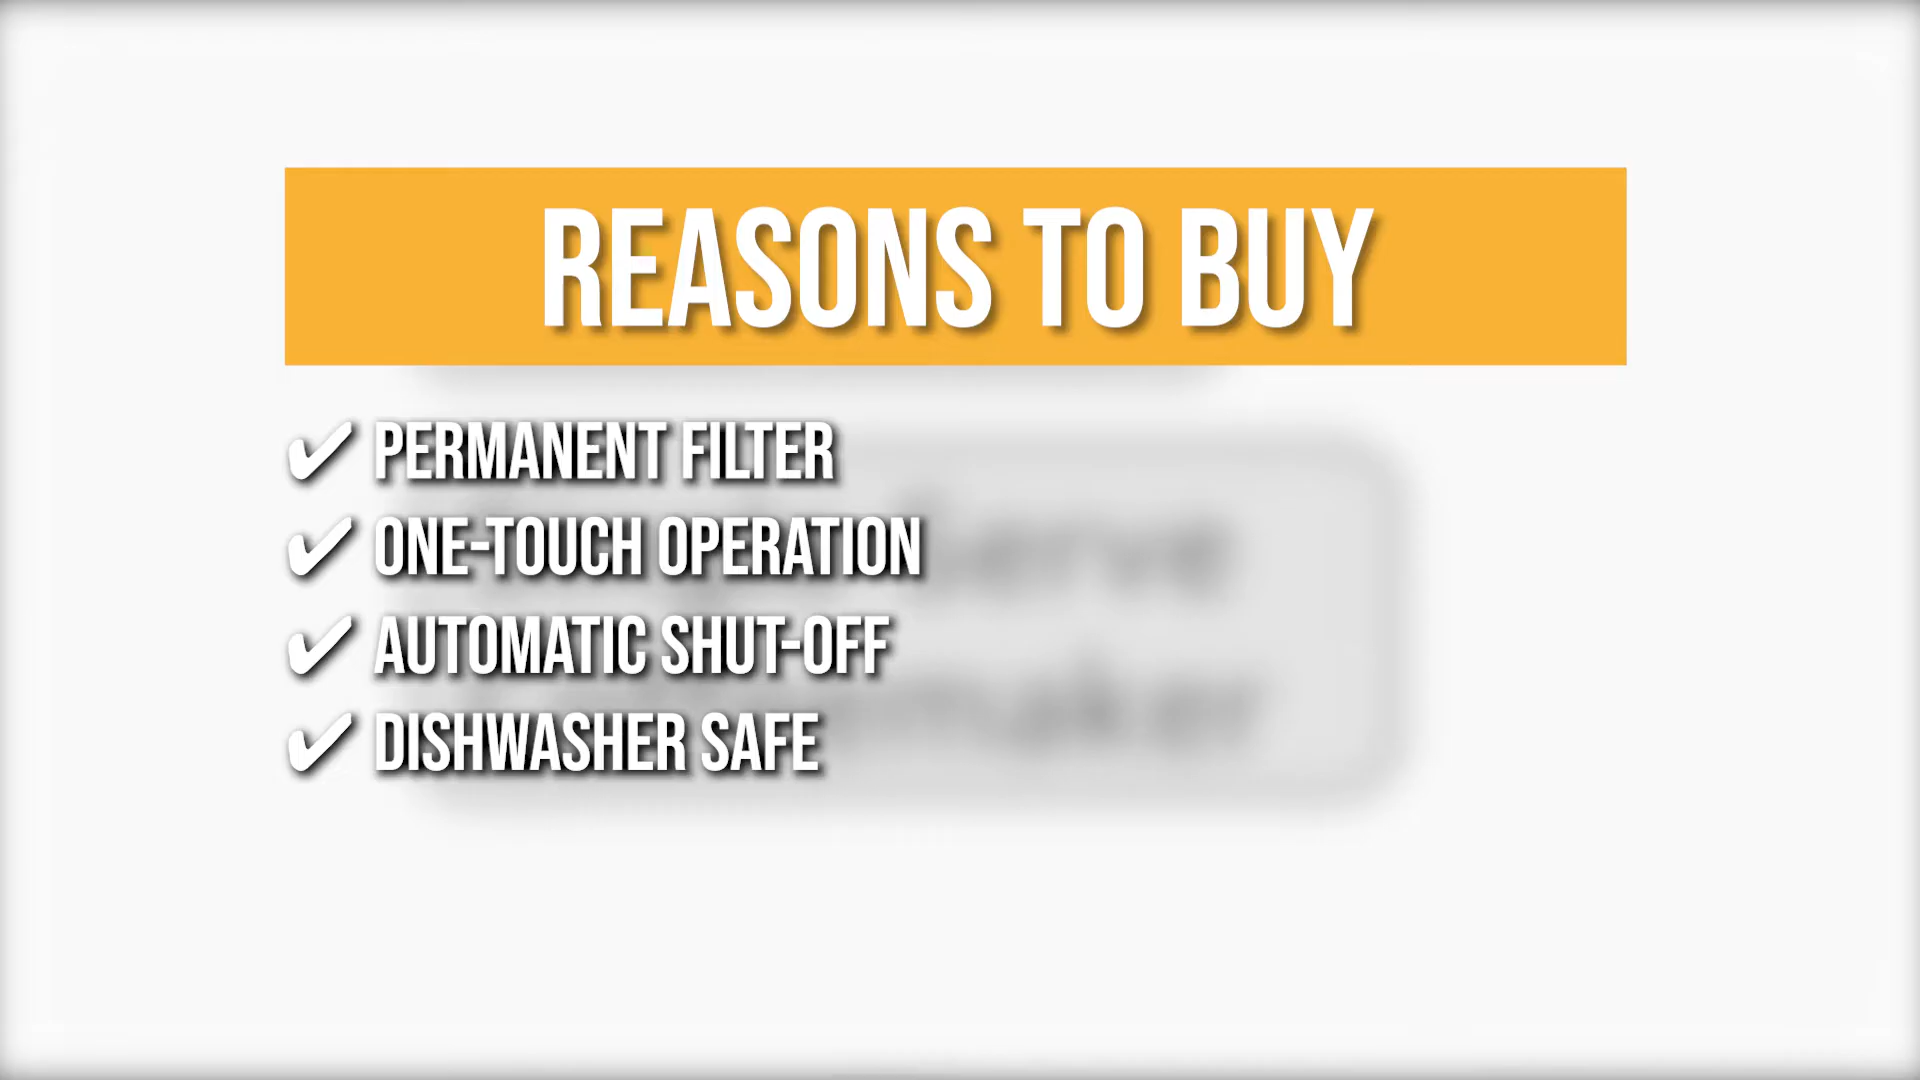 REASONS TO BUY
✔ PERMANENT FILTER
✔ ONE-TOUCH OPERATION
✔ AUTOMATIC SHUT-OFF
✔ DISHWASHER SAFE